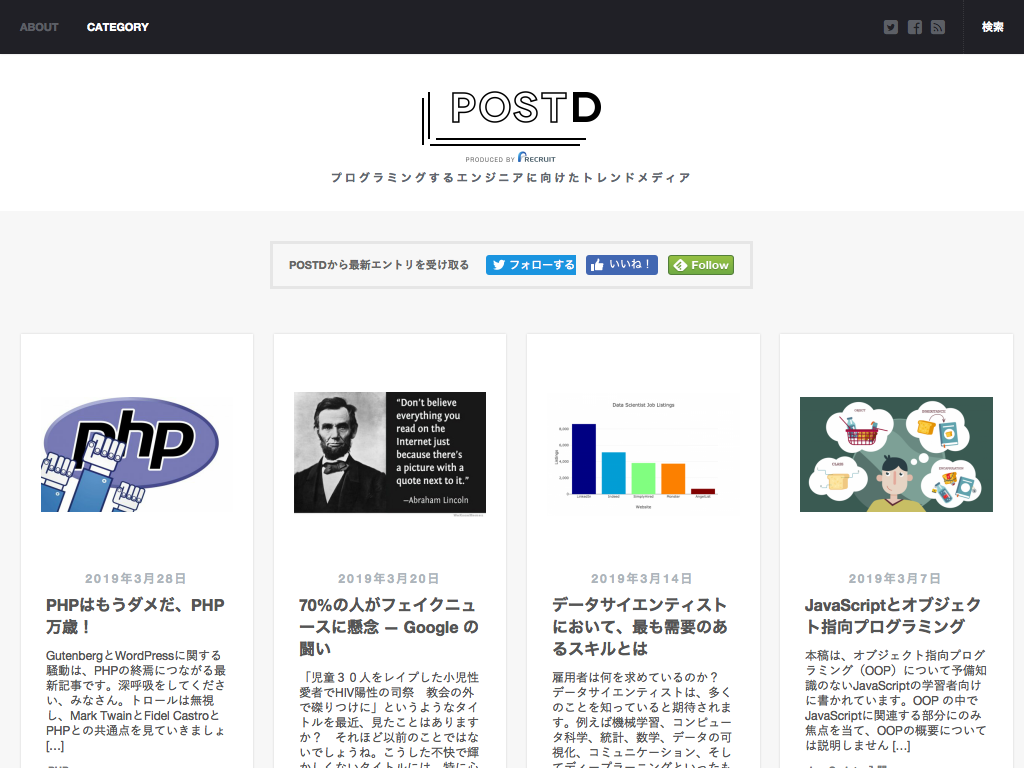 ABOUT
CATEGORY
検索
POSTD
PRODUCED BY RECRUIT
プログラミングするエンジニアに向けたトレンドメディア
POSTDから最新エントリを受け取る
フォローする
いいね！
Follow
php
2019年3月28日
PHPはもうダメだ、PHP
万歳！
GutenbergとWordPressに関する
騒動は、PHPの終焉につながる最
新記事です。深呼吸をしてくださ
い、みなさん。トロールは無視
し、Mark TwainとFidel Castroと
PHPとの共通点を見ていきましょ
[...]
"Don't believe
everything you
read on the
Internet just
because there's
a picture with a
quote next to it."
—Abraham Lincoln
2019年3月20日
70%の人がフェイクニュ
ースに懸念 — Google の
闘い
「児童３０人をレイプした小児性
愛者でHIV陽性の司祭　教会の外
で磔りつけに」というようなタイ
トルを最近、見たことはあります
か？　それほど以前のことではな
いでしょうね。こうした不快で輝
かしくないタイトルには、特に心
Data Scientist Job Listings
8,000
6,000
4,000
2,000
0
Listings
LinkedIn
Indeed
SimplyHired
Monster
AngelList
Website
2019年3月14日
データサイエンティスト
において、最も需要のあ
るスキルとは
雇用者は何を求めているのか？
データサイエンティストは、多く
のことを知っていると期待されま
す。例えば機械学習、コンピュー
タ科学、統計、数学、データの可
視化、コミュニケーション、そし
てディープラーニングといったも
OBJECT
INHERITANCE
CLASS
ENCAPSULATION
2019年3月7日
JavaScriptとオブジェク
ト指向プログラミング
本稿は、オブジェクト指向プログ
ラミング（OOP）について予備知
識のないJavaScriptの学習者向け
に書かれています。OOP の中で
JavaScriptに関連する部分にのみ
焦点を当て、OOPの概要について
は説明しません [...]